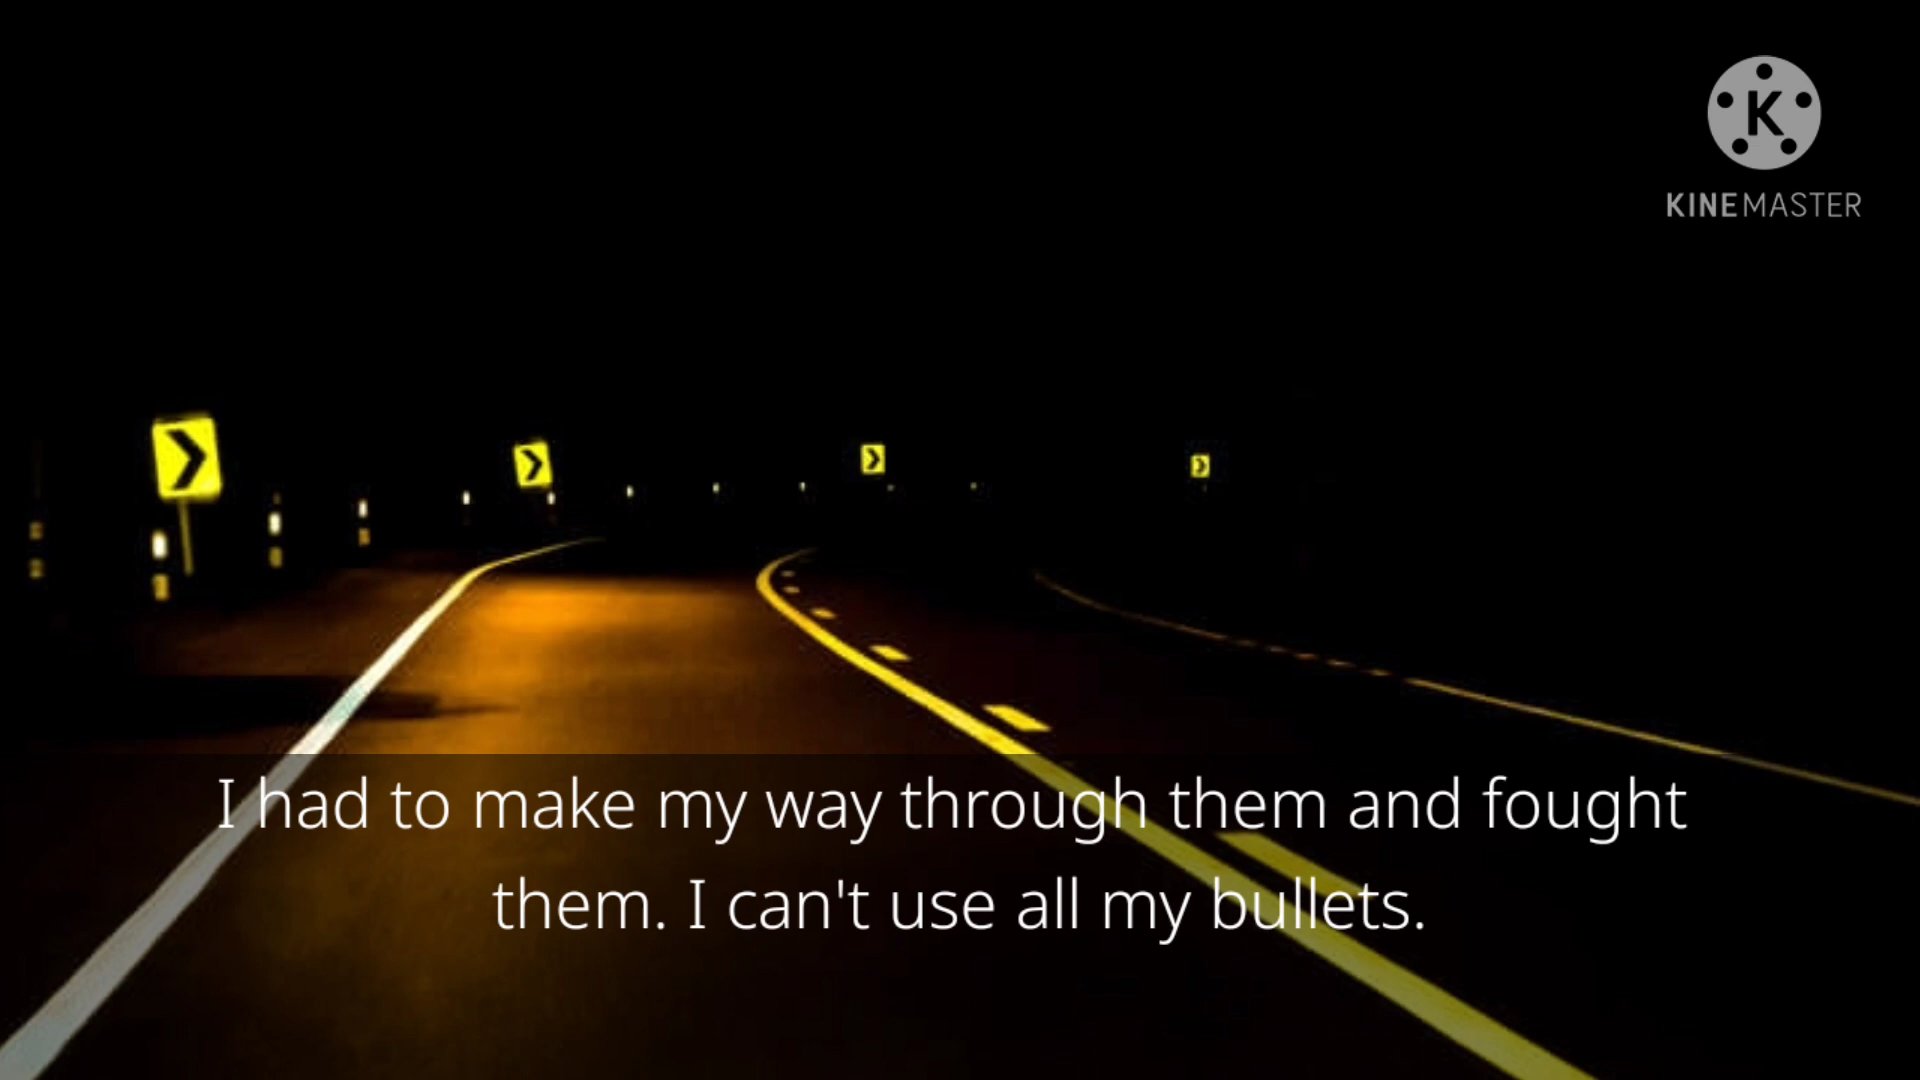 K
KINEMASTER
I had to make my way through them and fought
them. I can't use all my bullets.